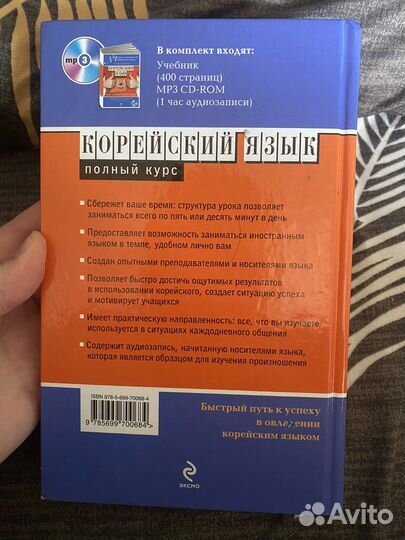 mp3
В комплект входят:
Учебник
(400 страниц)
MP3 CD-ROM
(1 час аудиозаписи)
КОРЕЙСКИЙ ЯЗЫК
ПОЛНЫЙ КУРС
Сбережет ваше время: структура урока позволяет
заниматься всего по пять или десять минут в день
Предоставляет возможность заниматься иностранным
языком в темпе, удобном лично вам
Создан опытными преподавателями и носителями языка
Позволяет быстро достичь ощутимых результатов
в использовании корейского, создает ситуацию успеха
и мотивирует учащихся
Имеет практическую направленность: все, что вы изучаете,
используется в ситуациях каждодневного общения
Содержит аудиозапись, начитанную носителями языка,
которая является образцом для изучения произношения
ISBN 978-5-699-70068-4
9 785699 700684 >
Быстрый путь к успеху
в овладении
корейским языком
ЭКСМО
Avito